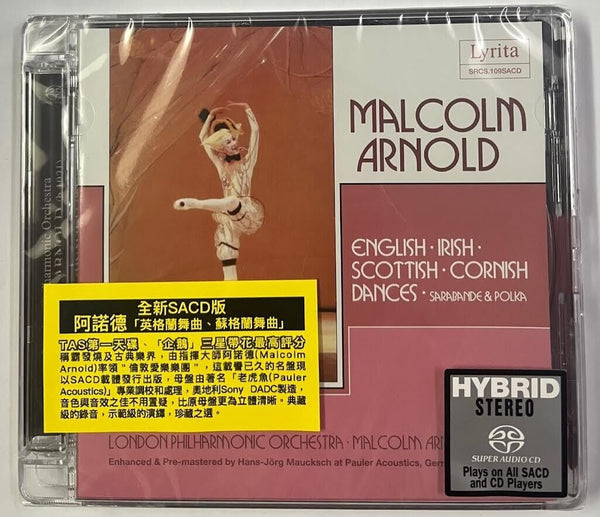 Lyrita
SRCS.109SACD
MALCOLM
ARNOLD
ENGLISH · IRISH ·
SCOTTISH · CORNISH
DANCES · SARABANDE & POLKA
全新SACD版
阿諾德「英格蘭舞曲、蘇格蘭舞曲」
TAS第一天碟、「企鵝」三星帶花最高評分
稱霸發燒及古典樂界，由指揮大師阿諾德(Malcolm
Arnold)率領＂倫敦愛樂樂團＂，這載譽已久的名盤現
以SACD載體發行出版，母盤由著名「老虎魚(Pauler
Acoustics)」專業調校和處理，奧地利Sony DADC製造，
音色與音效之佳不用置疑，比原母盤更為立體清晰。典藏
級的錄音，示範級的演繹，珍藏之選。
LONDON PHILHARMONIC ORCHESTRA · MALCOLM
Enhanced & Pre-mastered by Hans-Jörg Maucksch at Pauler Acoustics,
HYBRID
STEREO
SUPER AUDIO CD
Plays on All SACD
and CD Players